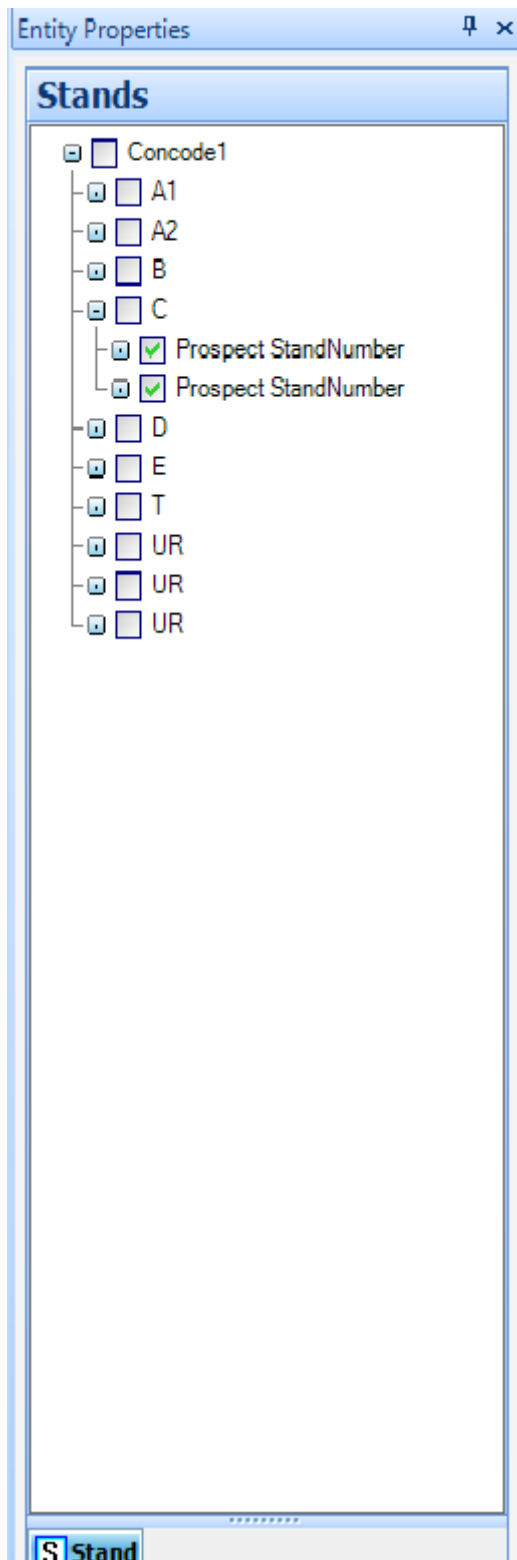 Entity Properties
Stands
Concode1
A1
A2
B
C
Prospect StandNumber
Prospect StandNumber
D
E
T
UR
UR
UR
S Stand